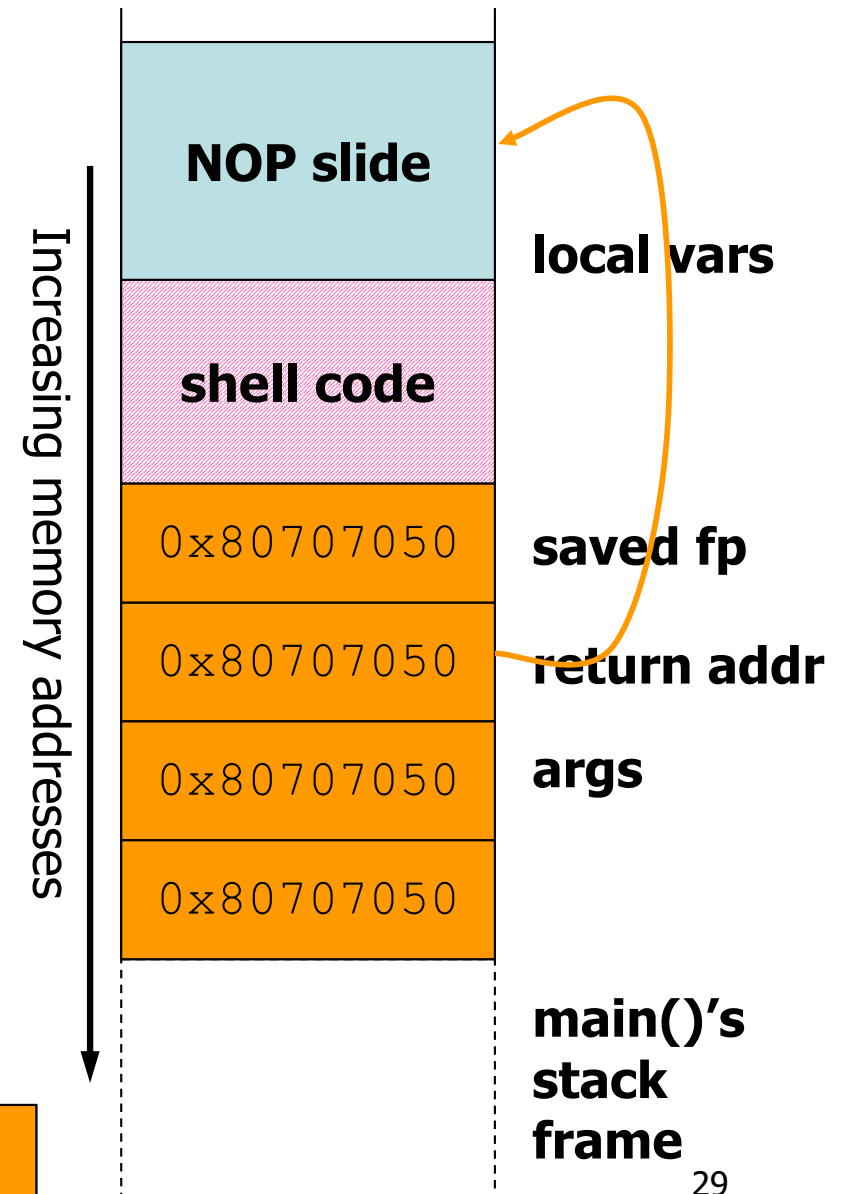 NOP slide
local vars
shell code
Increasing memory addresses
0x80707050
saved fp
0x80707050
return addr
0x80707050
args
0x80707050
main()’s
stack
frame
29